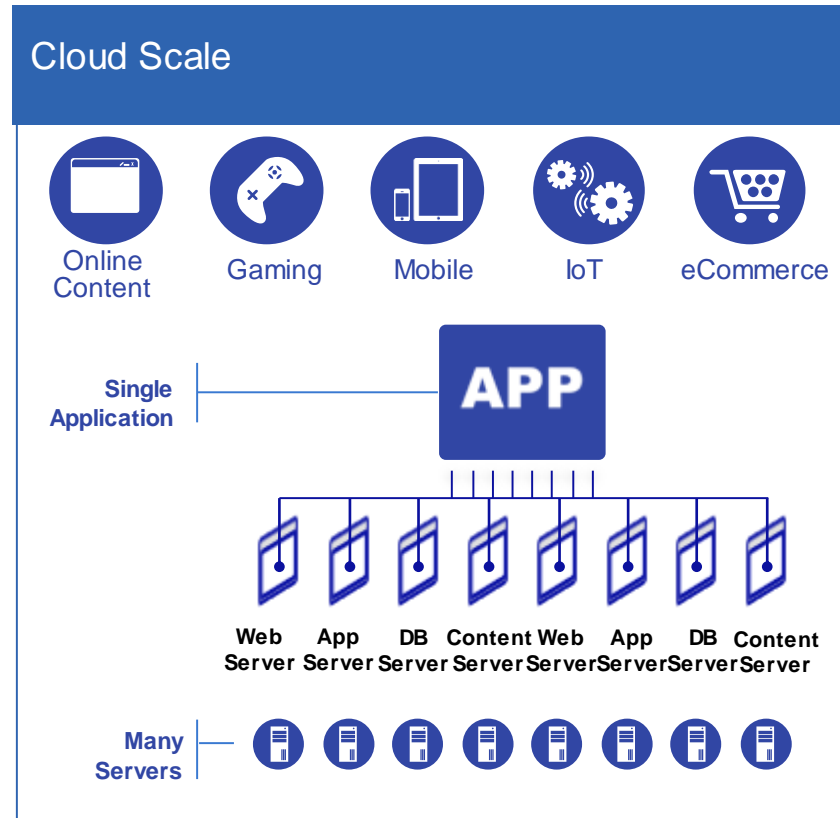 Cloud Scale
Online
Content
Gaming
Mobile
IoT
eCommerce
Single
Application
APP
Web
Server
App
Server
DB
Server
Content
Server
Web
Server
App
Server
DB
Server
Content
Server
Many
Servers